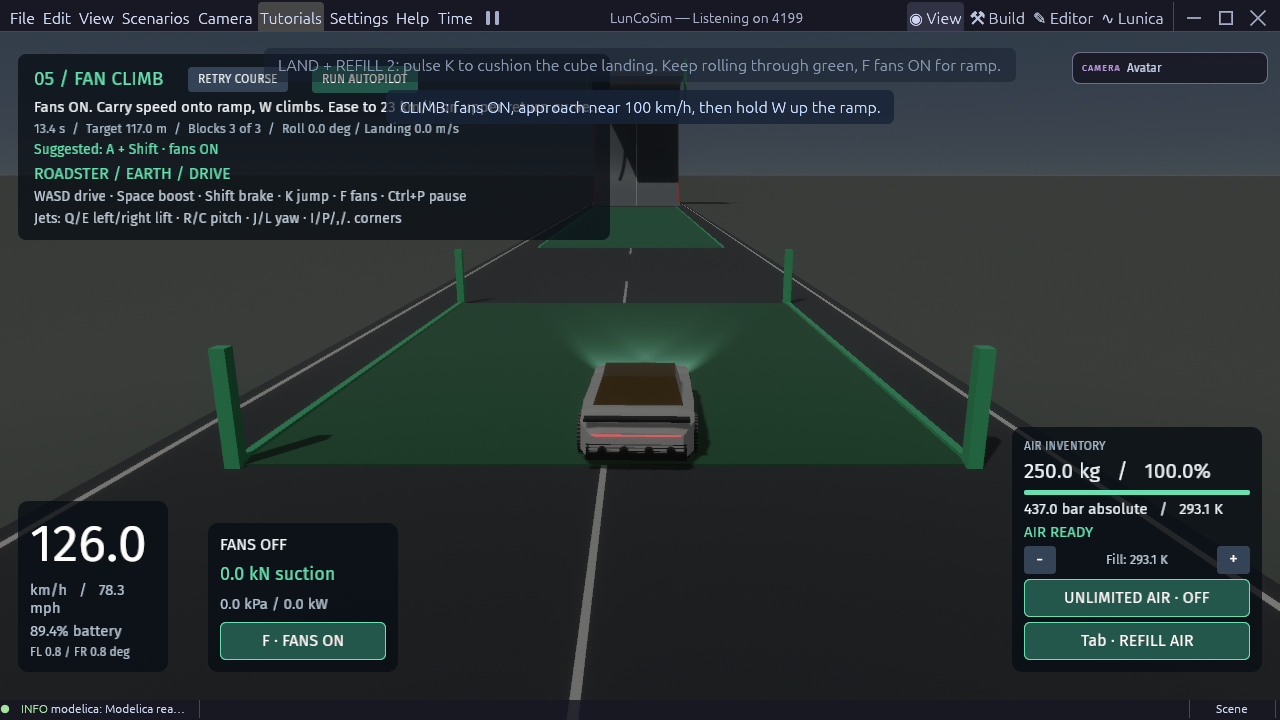 File Edit View Scenarios Camera Tutorials Settings Help Time
LunCoSim — Listening on 4199
View Build Editor Lunica
LAND + REFILL 2: pulse K to cushion the cube landing. Keep rolling through green, F fans ON for ramp.
CLIMB: fans ON, approach near 100 km/h, then hold W up the ramp.
05 / FAN CLIMB
RETRY COURSE
RUN AUTOPILOT
Fans ON. Carry speed onto ramp, W climbs. Ease to 23
13.4 s / Target 117.0 m / Blocks 3 of 3 / Roll 0.0 deg / Landing 0.0 m/s
Suggested: A + Shift · fans ON
ROADSTER / EARTH / DRIVE
WASD drive · Space boost · Shift brake · K jump · F fans · Ctrl+P pause
Jets: Q/E left/right lift · R/C pitch · J/L yaw · I/P/,/. corners
CAMERA Avatar
126.0
km/h / 78.3
mph
89.4% battery
FL 0.8 / FR 0.8 deg
FANS OFF
0.0 kN suction
0.0 kPa / 0.0 kW
F · FANS ON
AIR INVENTORY
250.0 kg / 100.0%
437.0 bar absolute / 293.1 K
AIR READY
- Fill: 293.1 K +
UNLIMITED AIR · OFF
Tab · REFILL AIR
INFO modelica: Modelica rea...
Scene